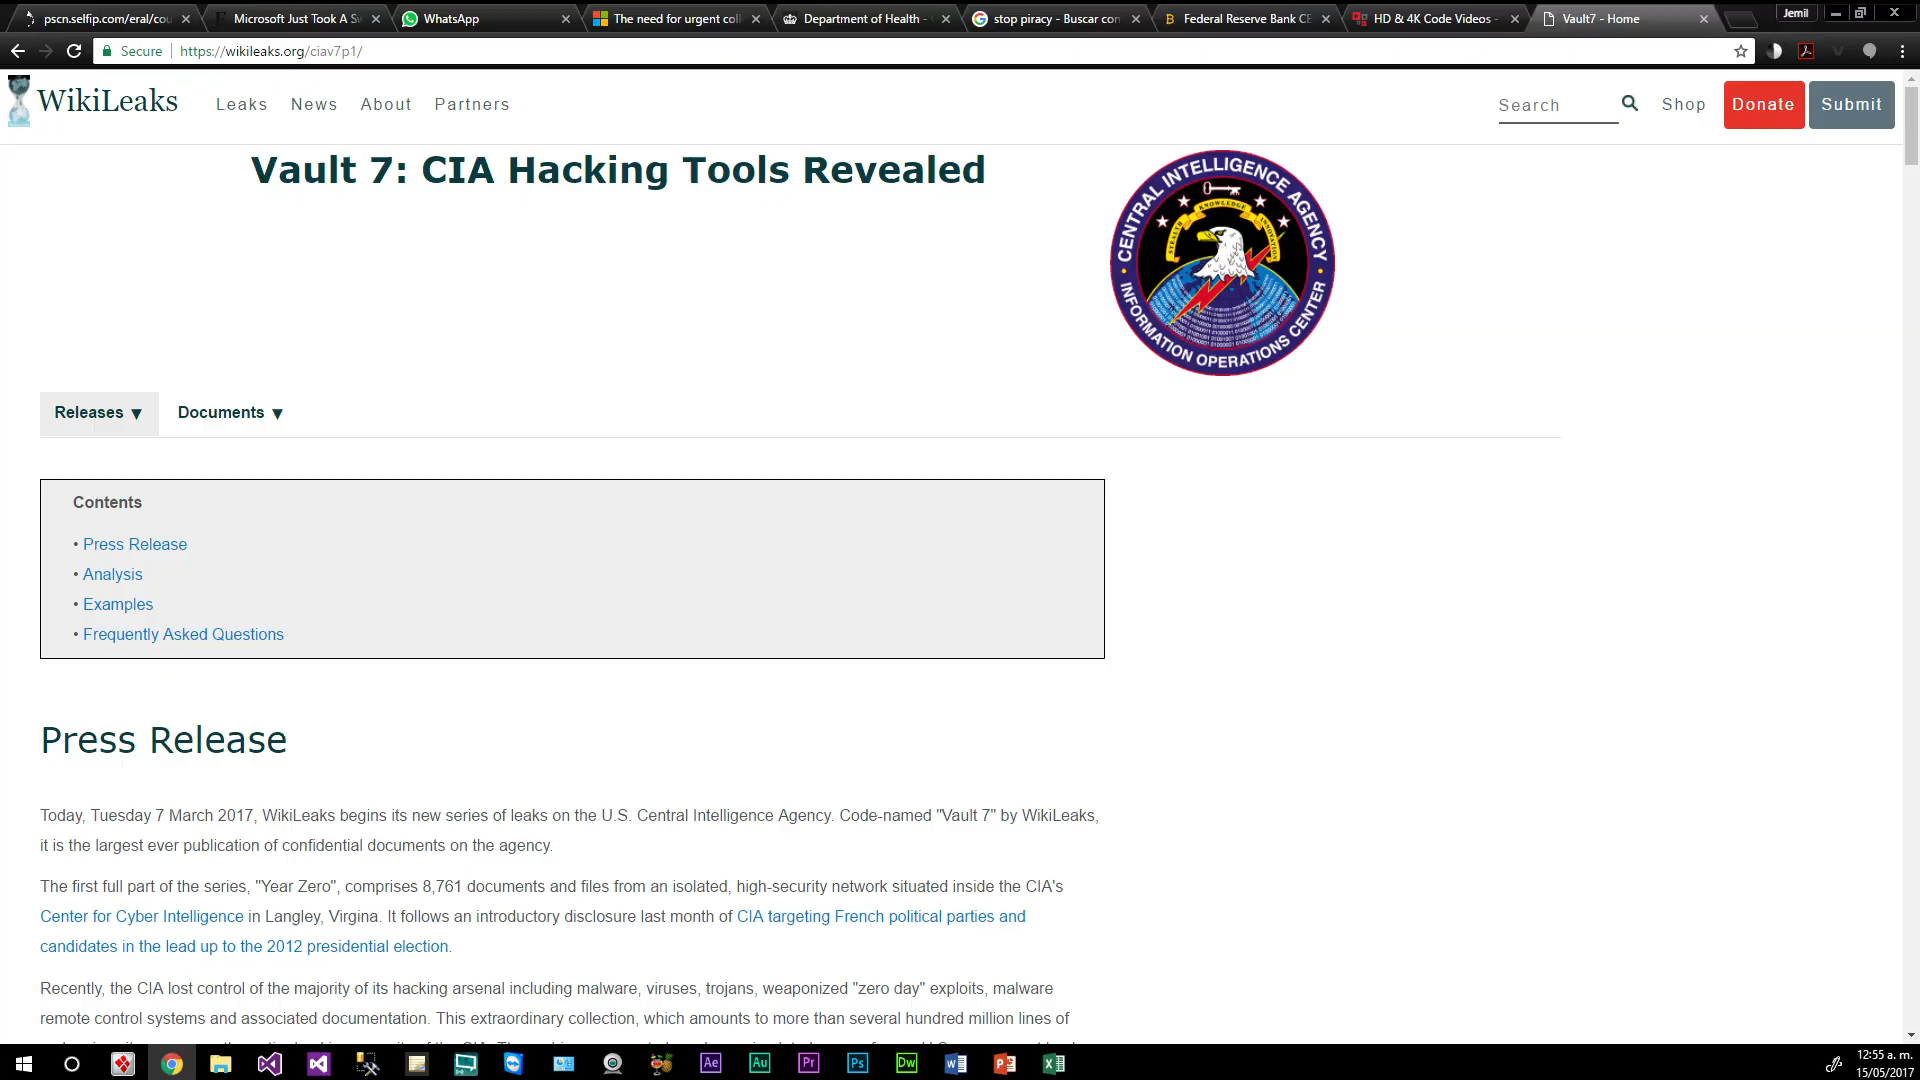 pscn.selfip.com/eral/cou
Microsoft Just Took A Sw
WhatsApp
The need for urgent coll
Department of Health -
stop piracy - Buscar con
Federal Reserve Bank CE
HD & 4K Code Videos -
Vault7 - Home
Jemil
Secure
https://wikileaks.org/ciav7p1/
WikiLeaks
Leaks
News
About
Partners
Search
Shop
Donate
Submit
Vault 7: CIA Hacking Tools Revealed
CENTRAL INTELLIGENCE AGENCY
STEALTH KNOWLEDGE INNOVATION
INFORMATION OPERATIONS CENTER
Releases ▼
Documents ▼
Contents
• Press Release
• Analysis
• Examples
• Frequently Asked Questions
Press Release
Today, Tuesday 7 March 2017, WikiLeaks begins its new series of leaks on the U.S. Central Intelligence Agency. Code-named "Vault 7" by WikiLeaks,
it is the largest ever publication of confidential documents on the agency.
The first full part of the series, "Year Zero", comprises 8,761 documents and files from an isolated, high-security network situated inside the CIA's
Center for Cyber Intelligence in Langley, Virgina. It follows an introductory disclosure last month of CIA targeting French political parties and
candidates in the lead up to the 2012 presidential election.
Recently, the CIA lost control of the majority of its hacking arsenal including malware, viruses, trojans, weaponized "zero day" exploits, malware
remote control systems and associated documentation. This extraordinary collection, which amounts to more than several hundred million lines of
Ae
Au
Pr
Ps
Dw
12:55 a. m.
15/05/2017